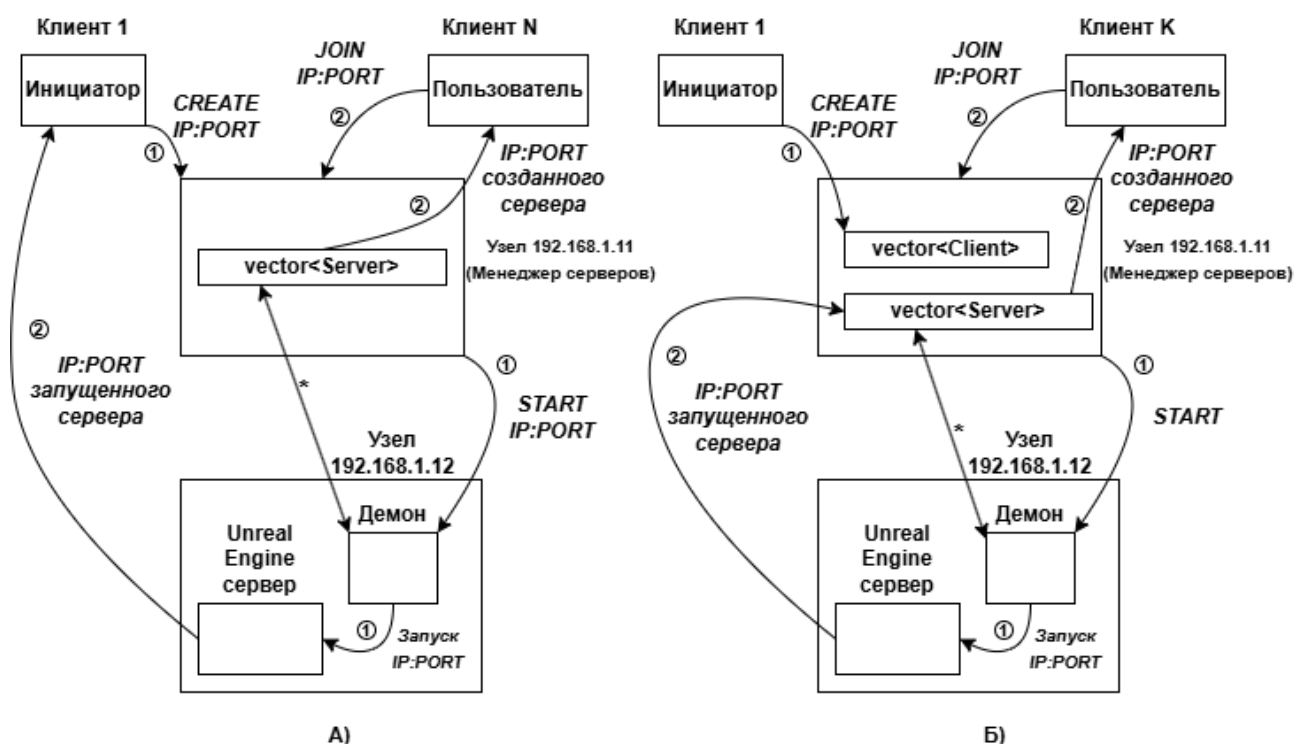 Клиент 1
Клиент N
Инициатор
JOIN
IP:PORT
Пользователь
CREATE
IP:PORT
①
②
IP:PORT
созданного
сервера
②
Узел 192.168.1.11
(Менеджер серверов)
vector<Server>
②
IP:PORT
запущенного
сервера
①
START
IP:PORT
*
Узел
192.168.1.12
Демон
Unreal
Engine
сервер
①
Запуск
IP:PORT
А)
Клиент 1
Клиент K
Инициатор
JOIN
IP:PORT
Пользователь
CREATE
IP:PORT
①
②
IP:PORT
созданного
сервера
②
vector<Client>
Узел 192.168.1.11
(Менеджер серверов)
vector<Server>
②
IP:PORT
запущенного
сервера
①
START
*
Узел
192.168.1.12
Демон
Unreal
Engine
сервер
①
Запуск
IP:PORT
Б)